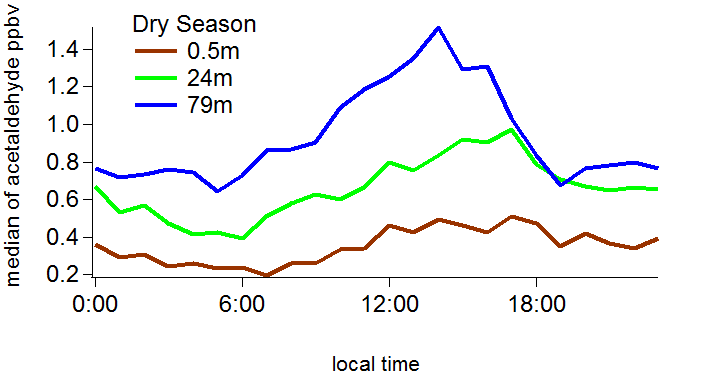 median of acetaldehyde ppbv
Dry Season
0.5m
24m
79m
1.4
1.2
1.0
0.8
0.6
0.4
0.2
0:00 6:00 12:00 18:00
local time